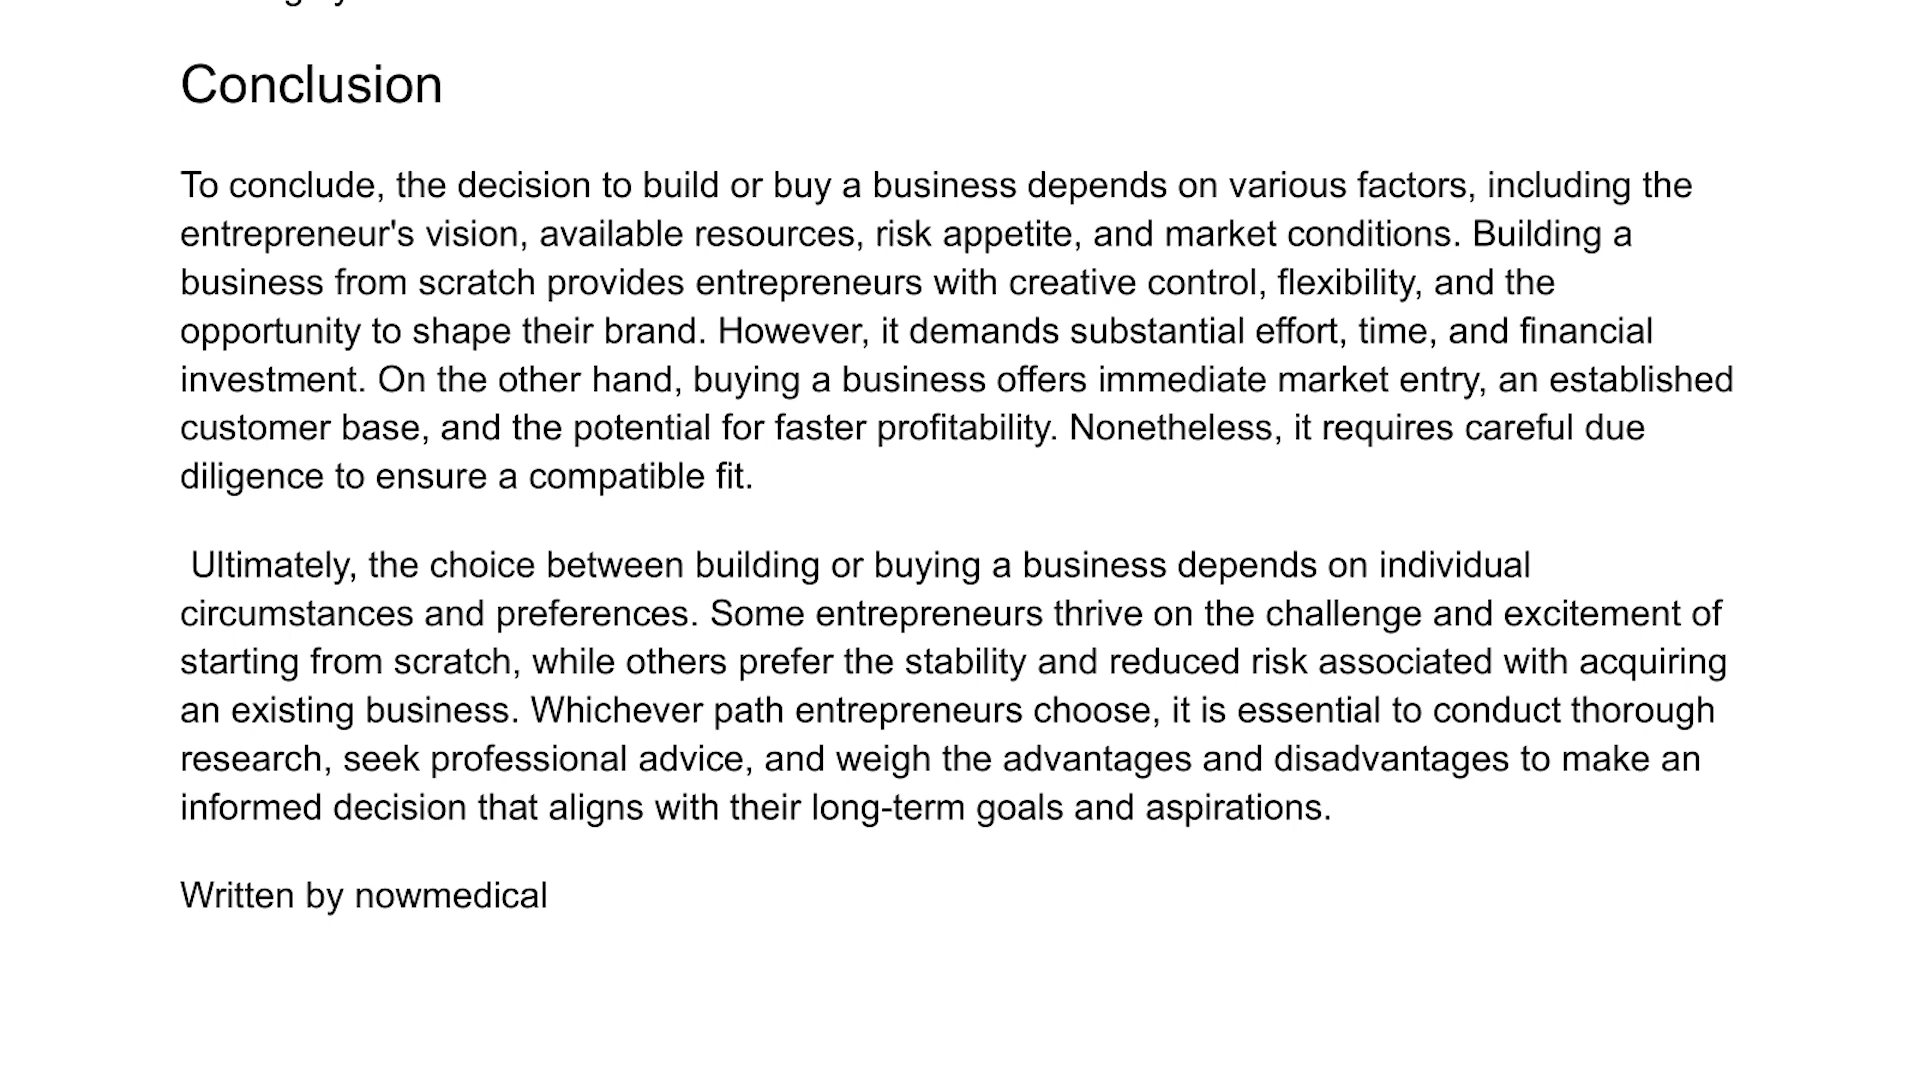 Conclusion
To conclude, the decision to build or buy a business depends on various factors, including the
entrepreneur's vision, available resources, risk appetite, and market conditions. Building a
business from scratch provides entrepreneurs with creative control, flexibility, and the
opportunity to shape their brand. However, it demands substantial effort, time, and financial
investment. On the other hand, buying a business offers immediate market entry, an established
customer base, and the potential for faster profitability. Nonetheless, it requires careful due
diligence to ensure a compatible fit.
Ultimately, the choice between building or buying a business depends on individual
circumstances and preferences. Some entrepreneurs thrive on the challenge and excitement of
starting from scratch, while others prefer the stability and reduced risk associated with acquiring
an existing business. Whichever path entrepreneurs choose, it is essential to conduct thorough
research, seek professional advice, and weigh the advantages and disadvantages to make an
informed decision that aligns with their long-term goals and aspirations.
Written by nowmedical